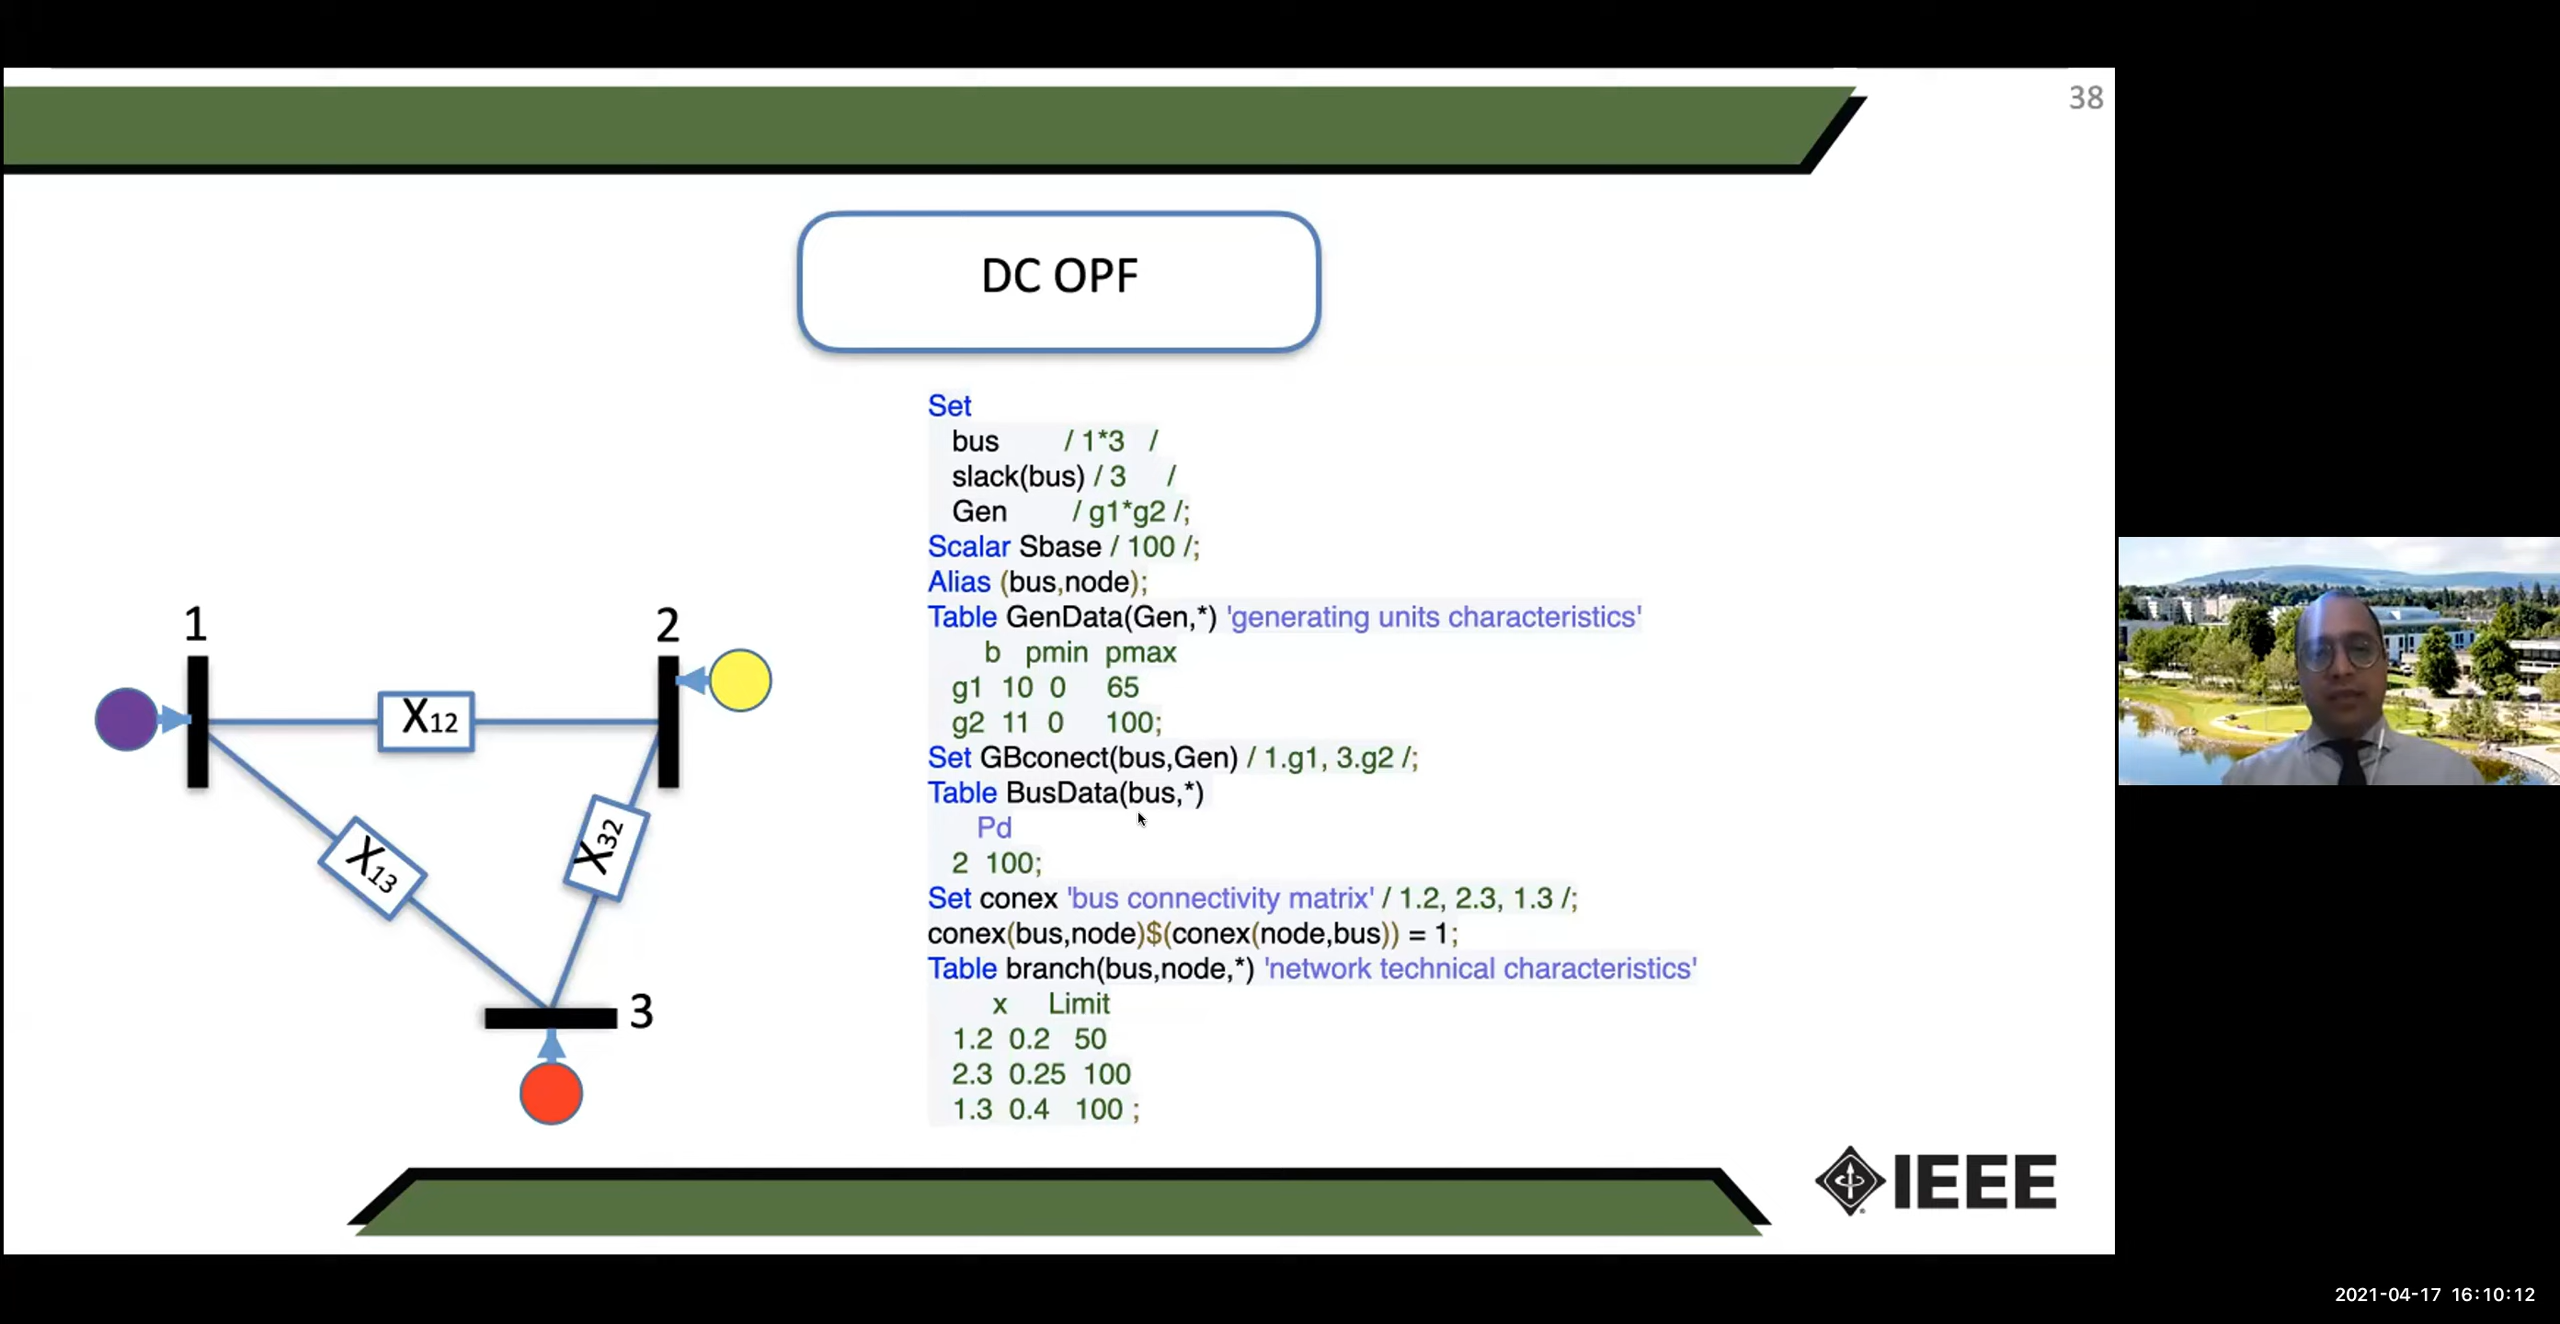 38
DC OPF
Set
bus / 1*3 /
slack(bus) / 3 /
Gen / g1*g2 /;
Scalar Sbase / 100 /;
Alias (bus,node);
Table GenData(Gen,*) 'generating units characteristics'
b pmin pmax
g1 10 0 65
g2 11 0 100;
Set GBconect(bus,Gen) / 1.g1, 3.g2 /;
Table BusData(bus,*)
Pd
2 100;
Set conex 'bus connectivity matrix' / 1.2, 2.3, 1.3 /;
conex(bus,node)$(conex(node,bus)) = 1;
Table branch(bus,node,*) 'network technical characteristics'
x Limit
1.2 0.2 50
2.3 0.25 100
1.3 0.4 100 ;
1
2
X12
X13
X32
3
IEEE
2021-04-17 16:10:12